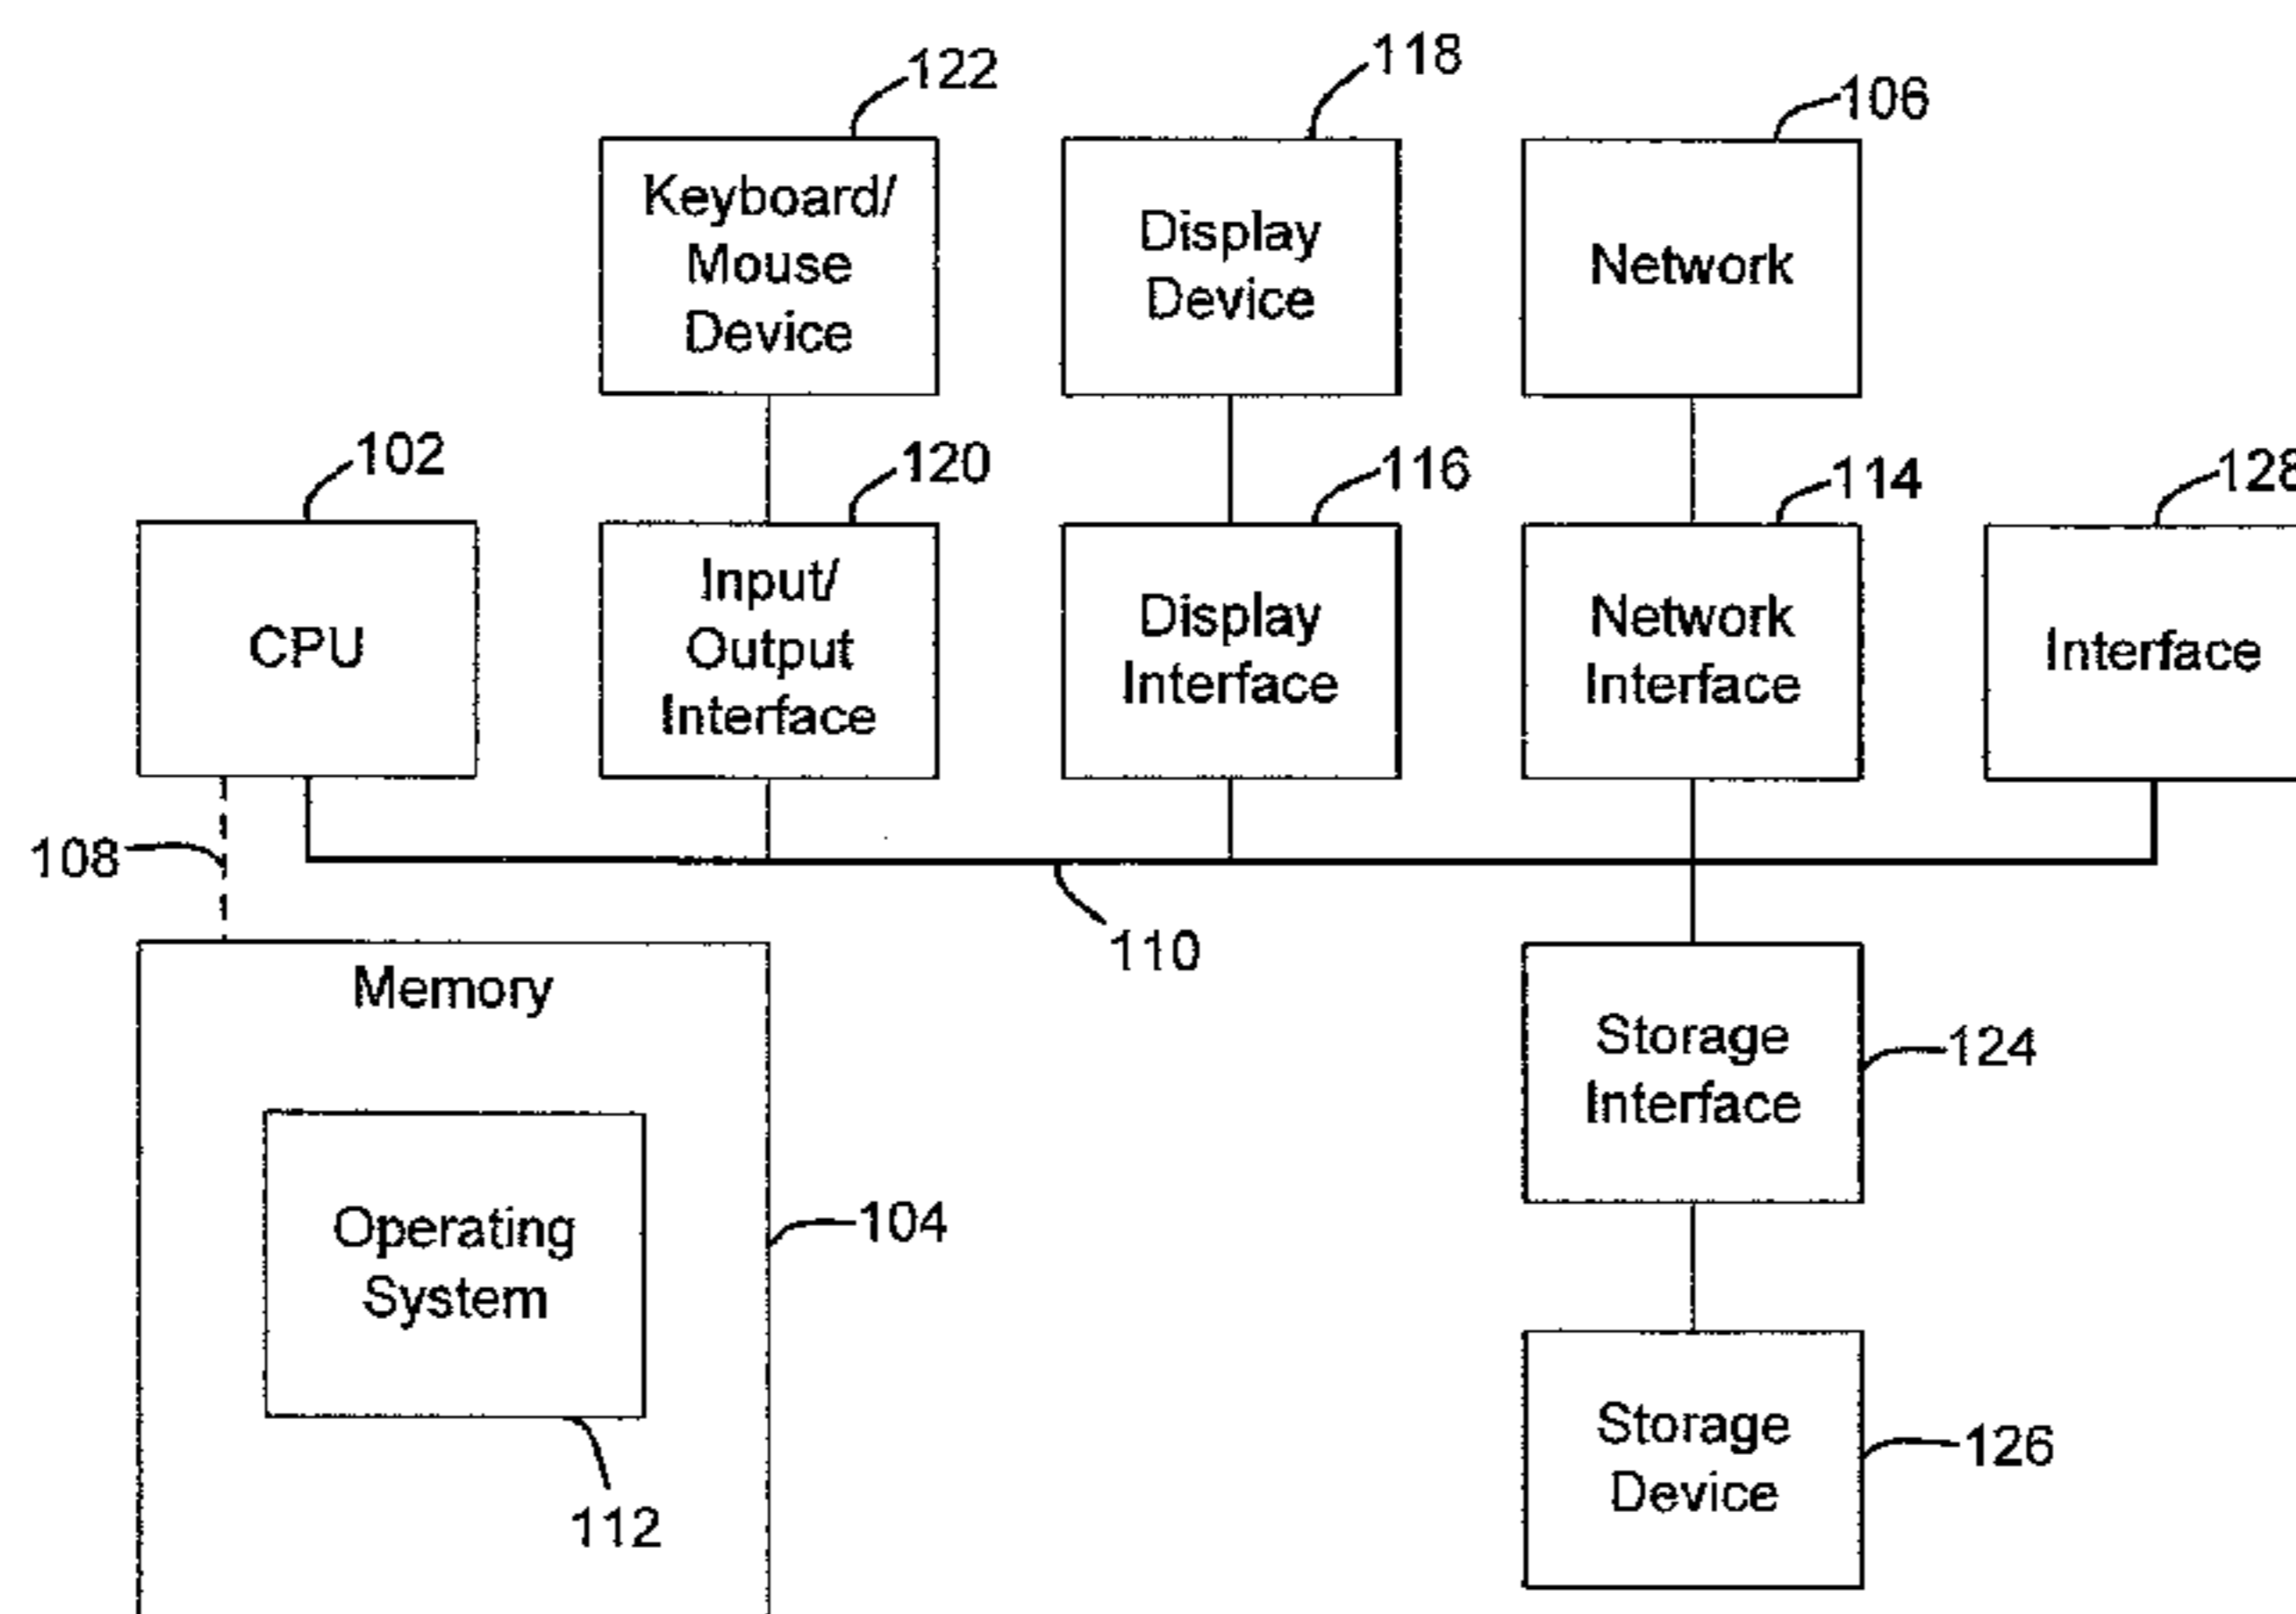 122
118
106
Keyboard/
Mouse
Device
Display
Device
Network
102
120
116
114
128
CPU
Input/
Output
Interface
Display
Interface
Network
Interface
Interface
108
110
Memory
Storage
Interface
124
Operating
System
104
112
Storage
Device
126